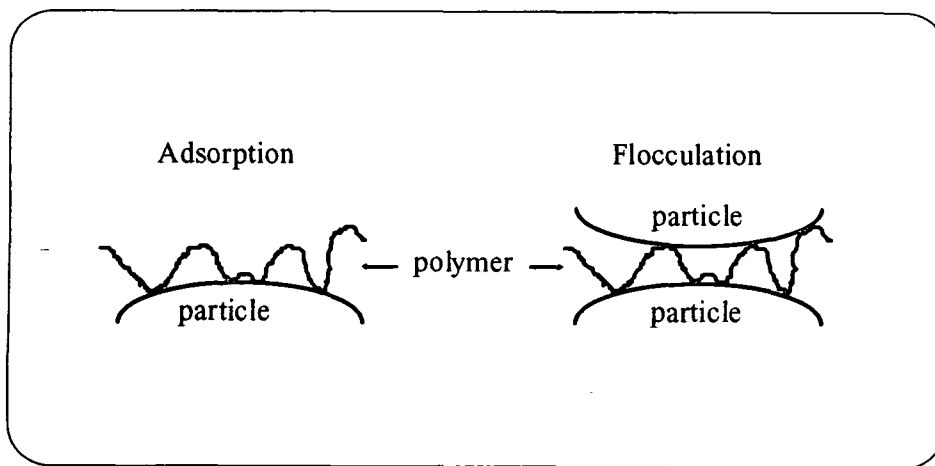 Adsorption
Flocculation
particle
polymer
particle
particle